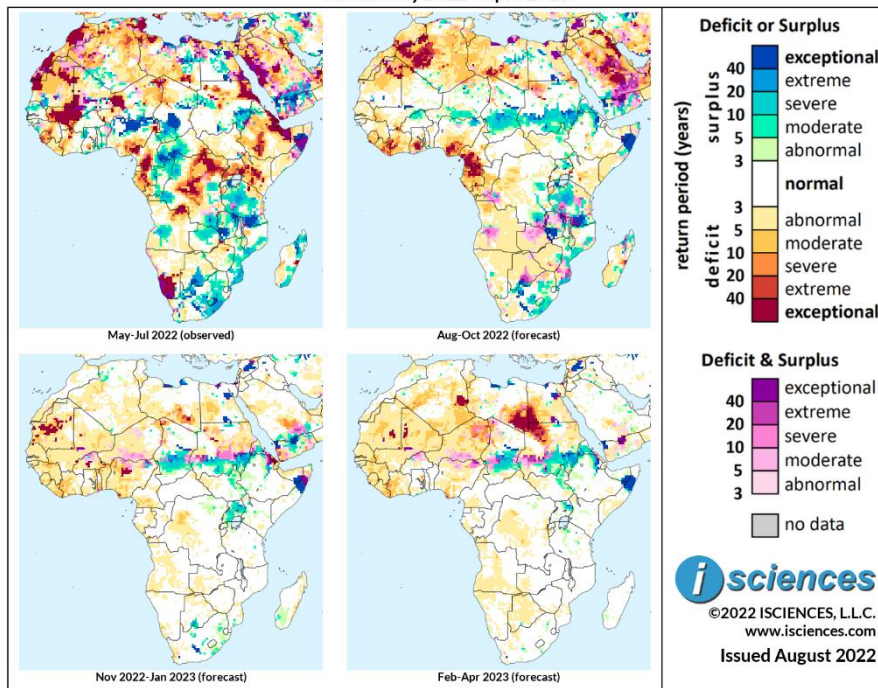 May-Jul 2022 (observed)
Aug-Oct 2022 (forecast)
Nov 2022-Jan 2023 (forecast)
Feb-Apr 2023 (forecast)
Deficit or Surplus
return period (years)
deficit
surplus
40
20
10
5
3
3
5
10
20
40
exceptional
extreme
severe
moderate
abnormal
normal
abnormal
moderate
severe
extreme
exceptional
Deficit & Surplus
40
20
10
5
3
exceptional
extreme
severe
moderate
abnormal
no data
i sciences
©2022 ISCIENCES, L.L.C.
www.isciences.com
Issued August 2022